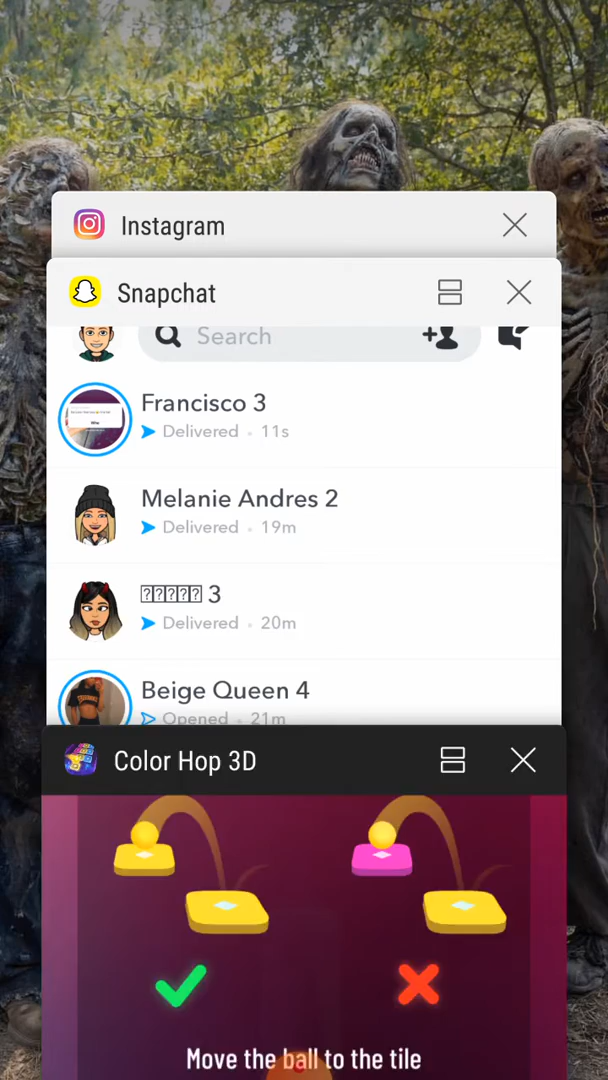 Instagram
Snapchat
Search
Francisco 3
Delivered • 11s
Melanie Andres 2
Delivered • 19m
3
Delivered • 20m
Beige Queen 4
Opened • 21m
Color Hop 3D
Move the ball to the tile